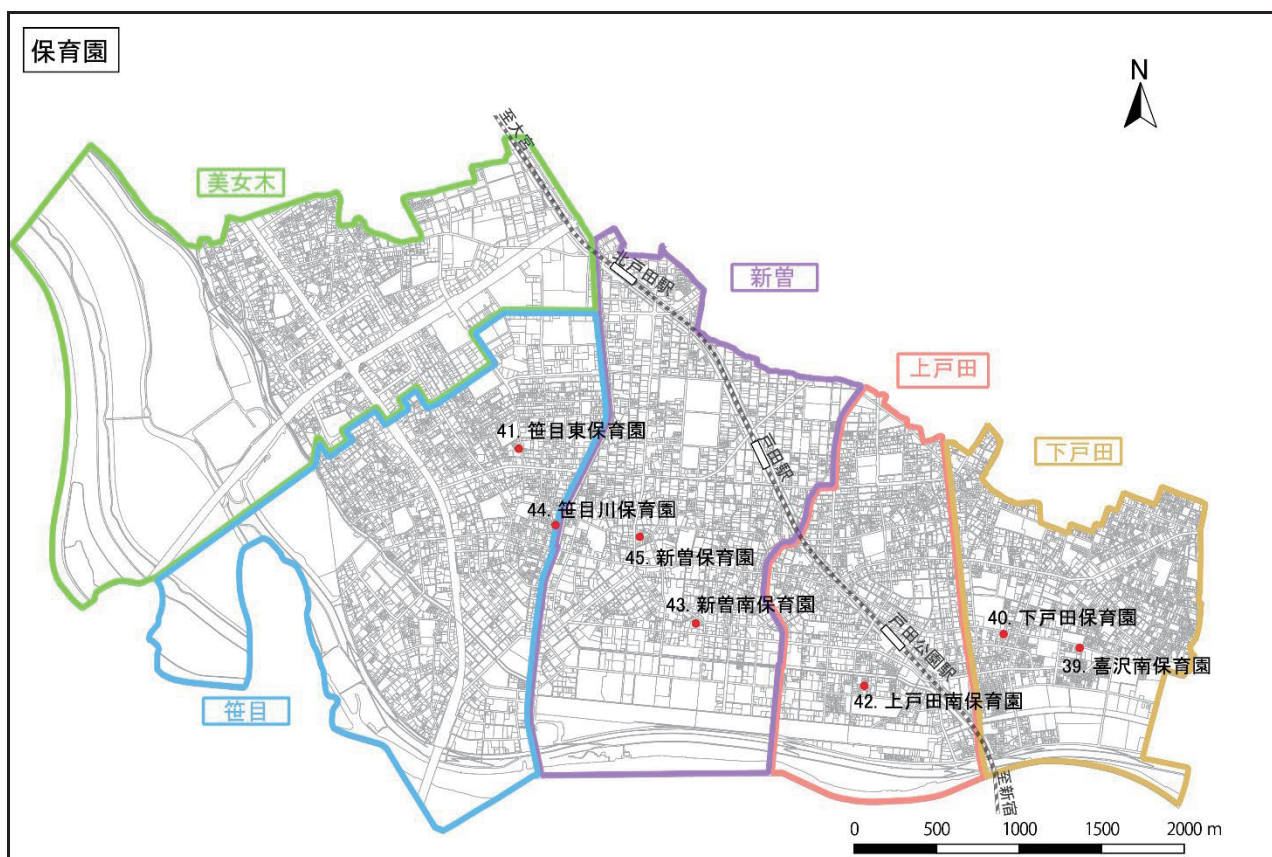 保育園
N
至大宮
美女木
北戸田駅
新曽
上戸田
下戸田
41. 笹目東保育園
戸田駅
44. 笹目川保育園
45. 新曽保育園
43. 新曽南保育園
戸田公園駅
40. 下戸田保育園
39. 喜沢南保育園
42. 上戸田南保育園
笹目
至新宿
0 500 1000 1500 2000 m